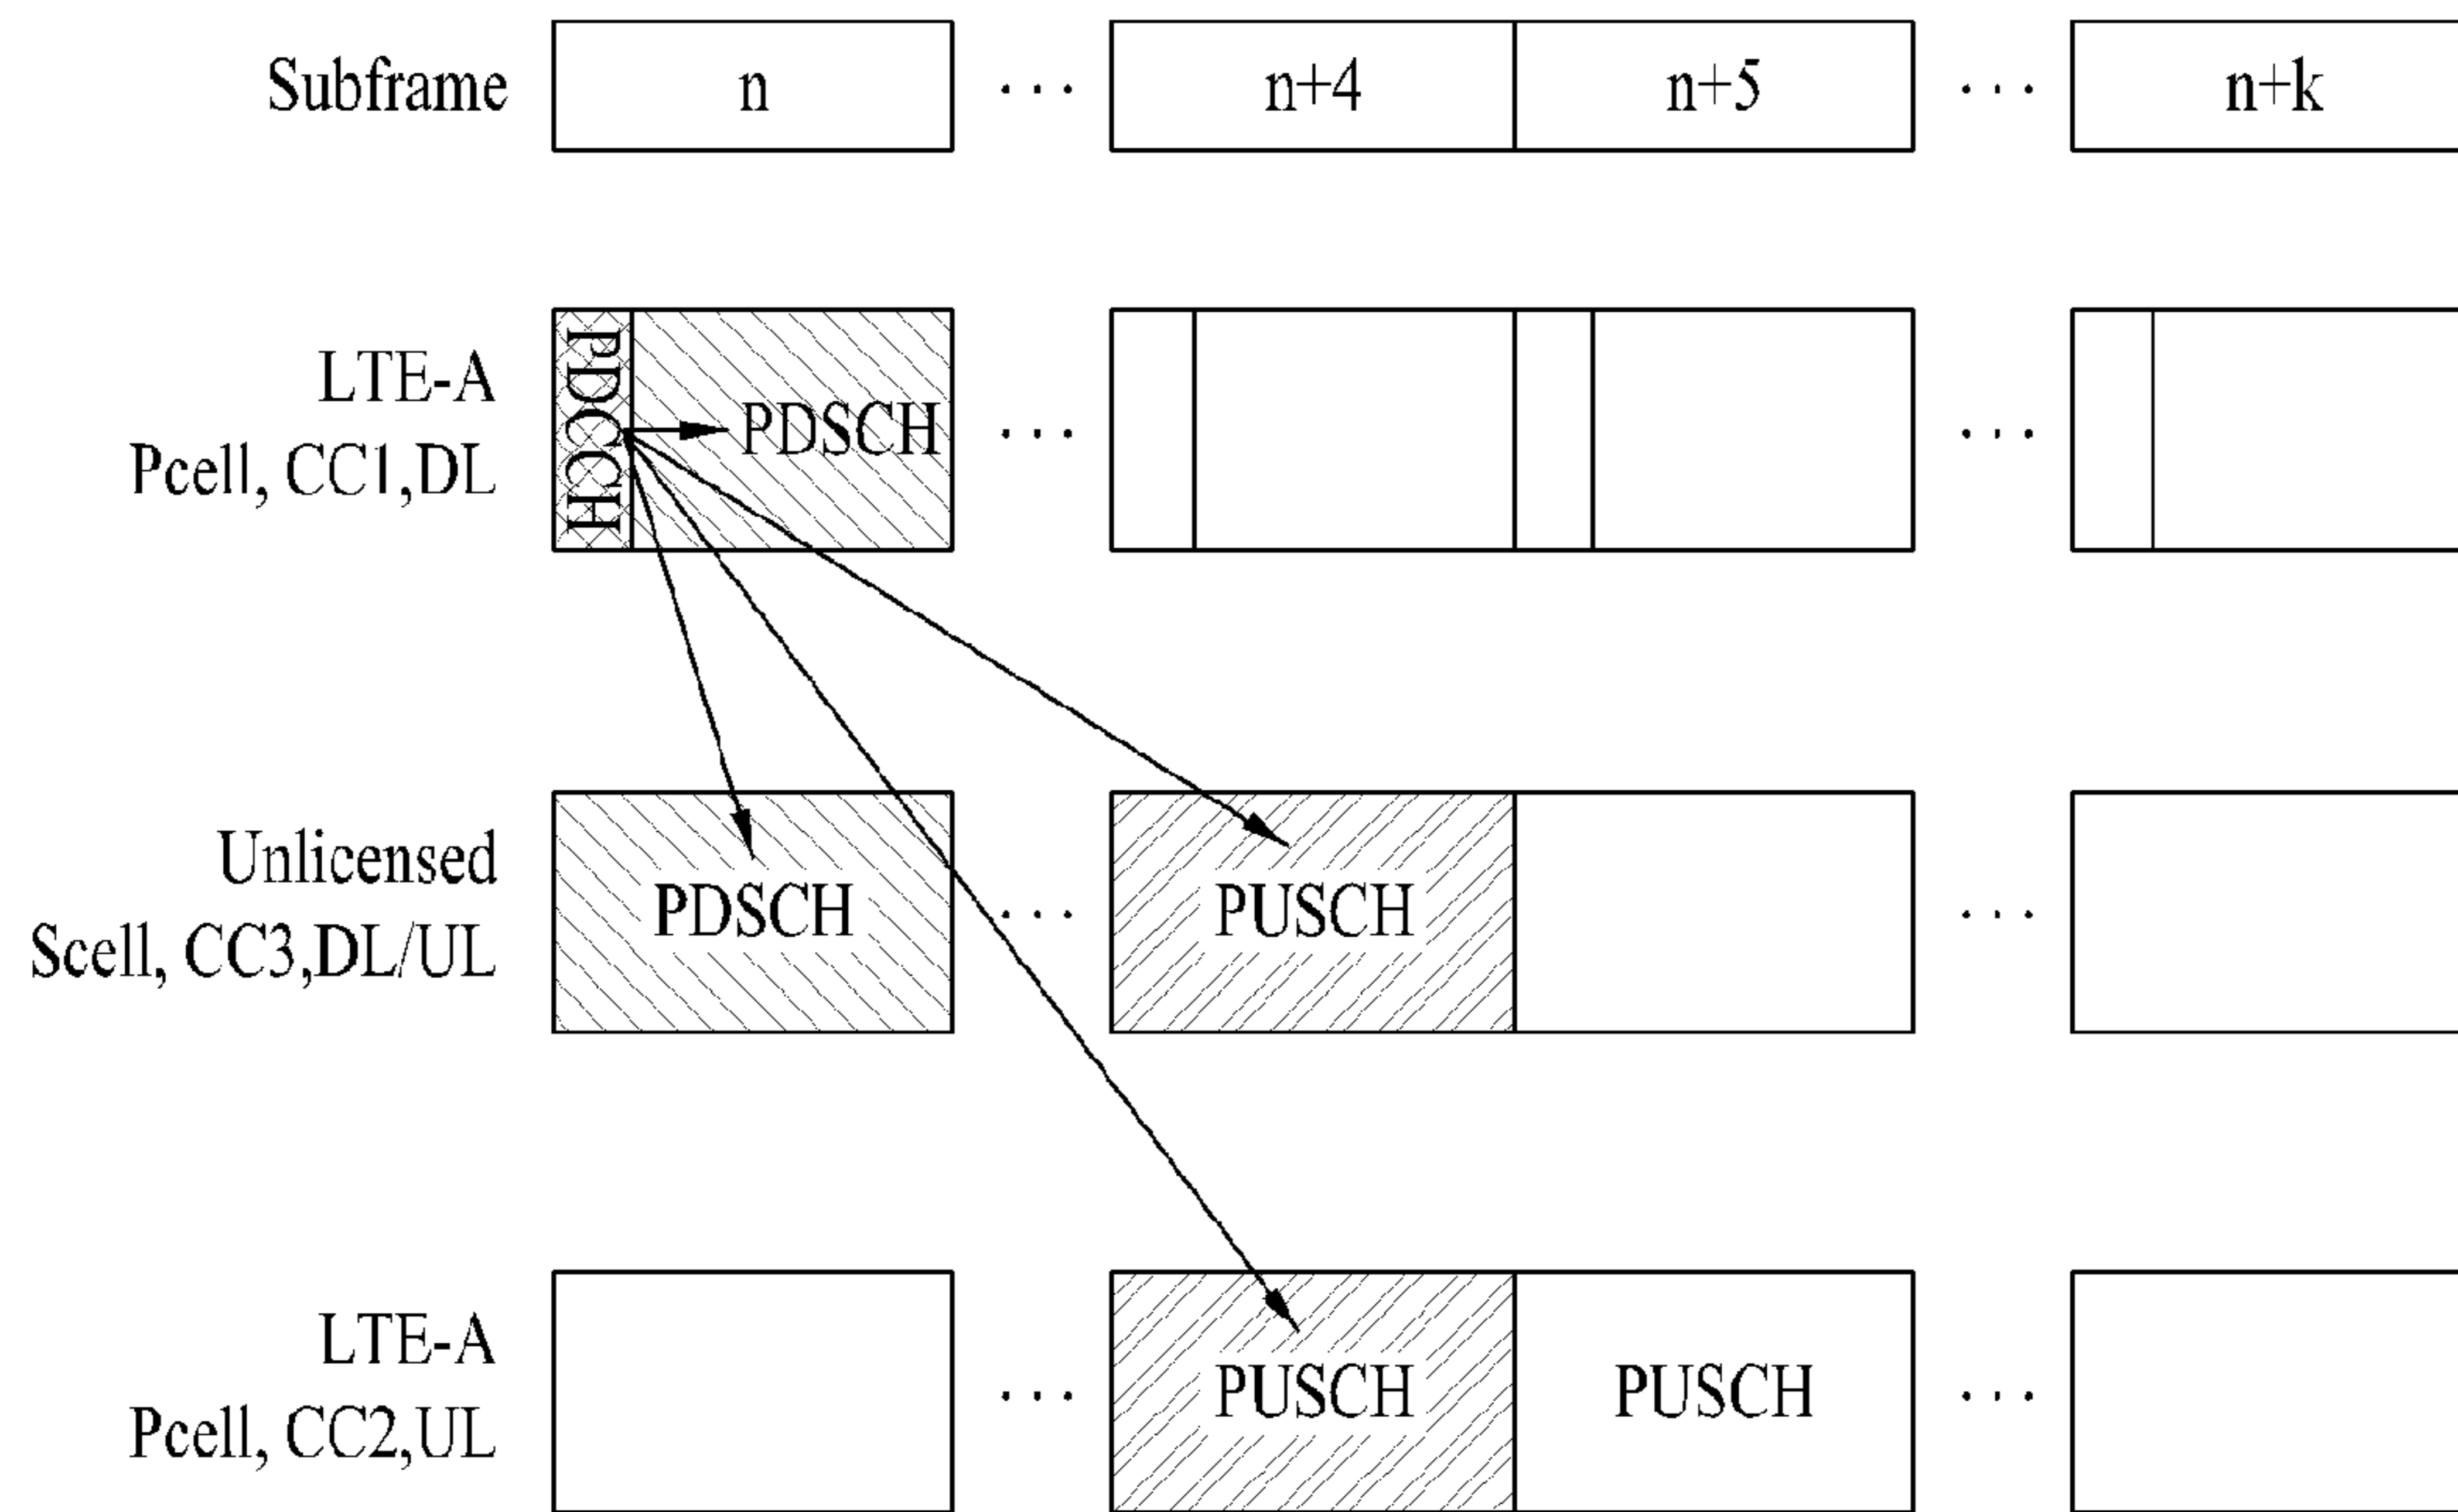 Subframe n ... n+4 n+5 ... n+k
LTE-A
Pcell, CC1,DL
PDCCH PDSCH ... ...
Unlicensed
Scell, CC3,DL/UL
PDSCH ... PUSCH ...
LTE-A
Pcell, CC2,UL
... PUSCH PUSCH ...